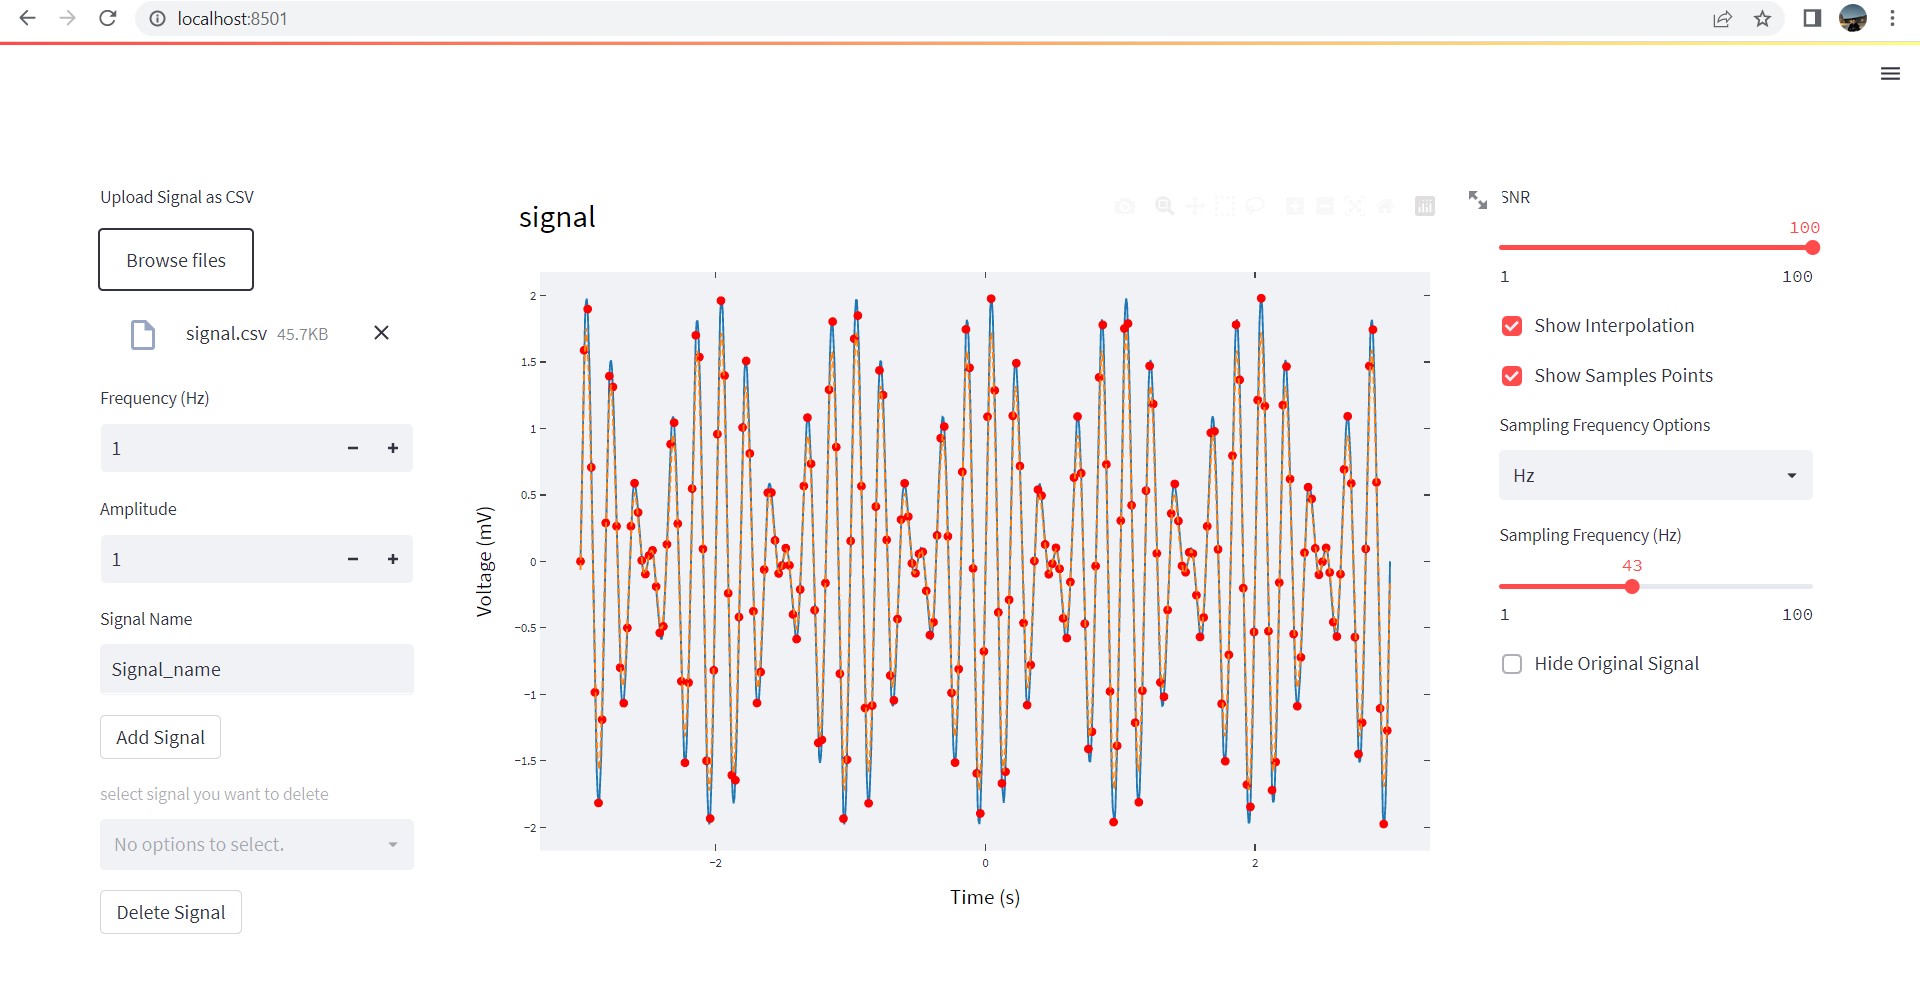 localhost:8501
Upload Signal as CSV
Browse files
signal.csv 45.7KB
Frequency (Hz)
1
Amplitude
1
Signal Name
Signal_name
Add Signal
select signal you want to delete
No options to select.
Delete Signal
signal
Voltage (mV)
2
1.5
1
0.5
0
−0.5
−1
−1.5
−2
−2 0 2
Time (s)
SNR
100
1 100
Show Interpolation
Show Samples Points
Sampling Frequency Options
Hz
Sampling Frequency (Hz)
43
1 100
Hide Original Signal